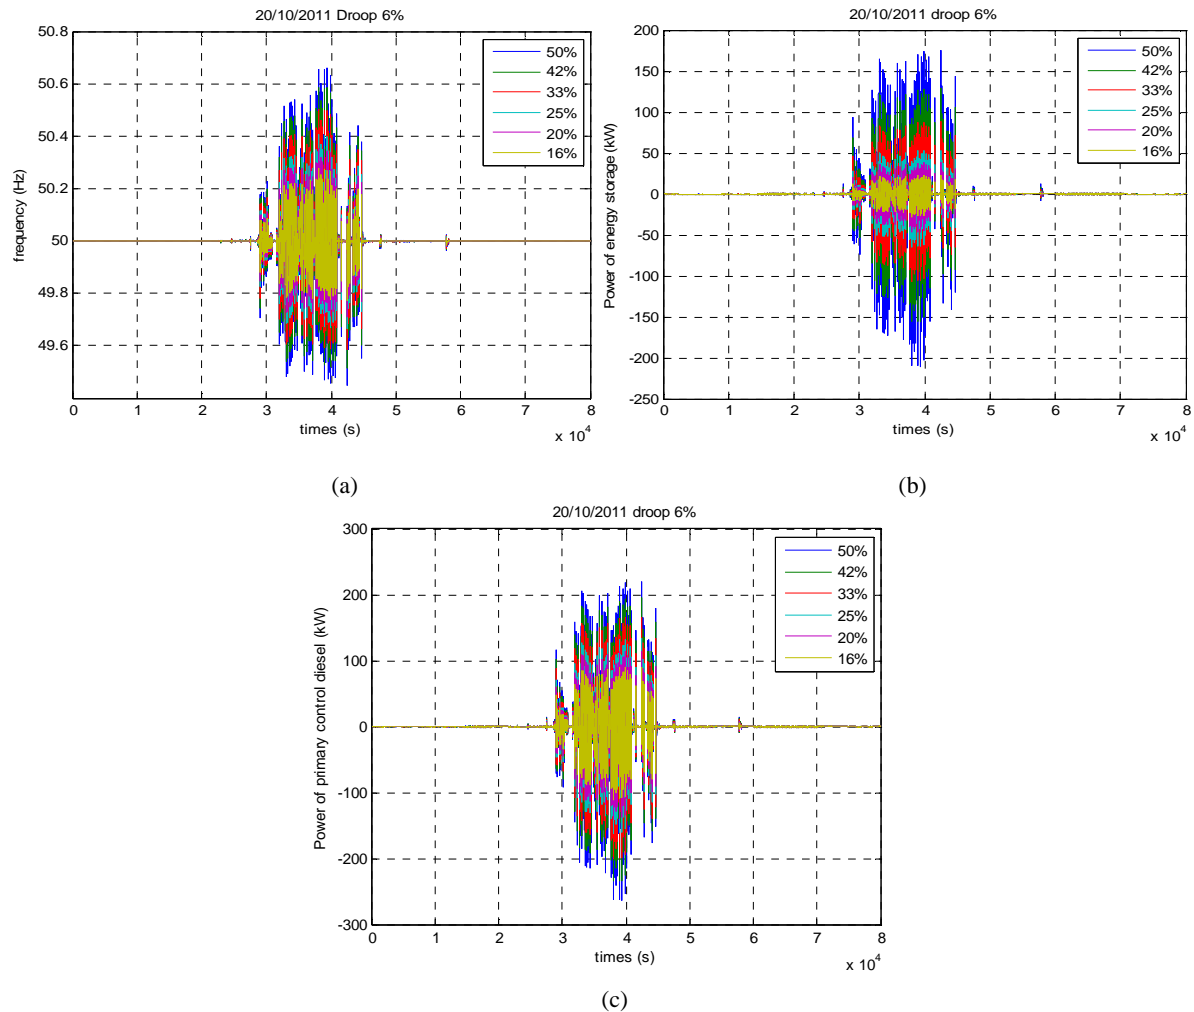 20/10/2011 Droop 6%
50.8
50.6
50.4
50.2
50
49.8
49.6
frequency (Hz)
0 1 2 3 4 5 6 7 8
times (s)
x 10^4
50%
42%
33%
25%
20%
16%
(a)
20/10/2011 droop 6%
200
150
100
50
0
-50
-100
-150
-200
-250
Power of energy storage (kW)
0 1 2 3 4 5 6 7 8
times (s)
x 10^4
50%
42%
33%
25%
20%
16%
(b)
20/10/2011 droop 6%
300
200
100
0
-100
-200
-300
Power of primary control diesel (kW)
0 1 2 3 4 5 6 7 8
times (s)
x 10^4
50%
42%
33%
25%
20%
16%
(c)